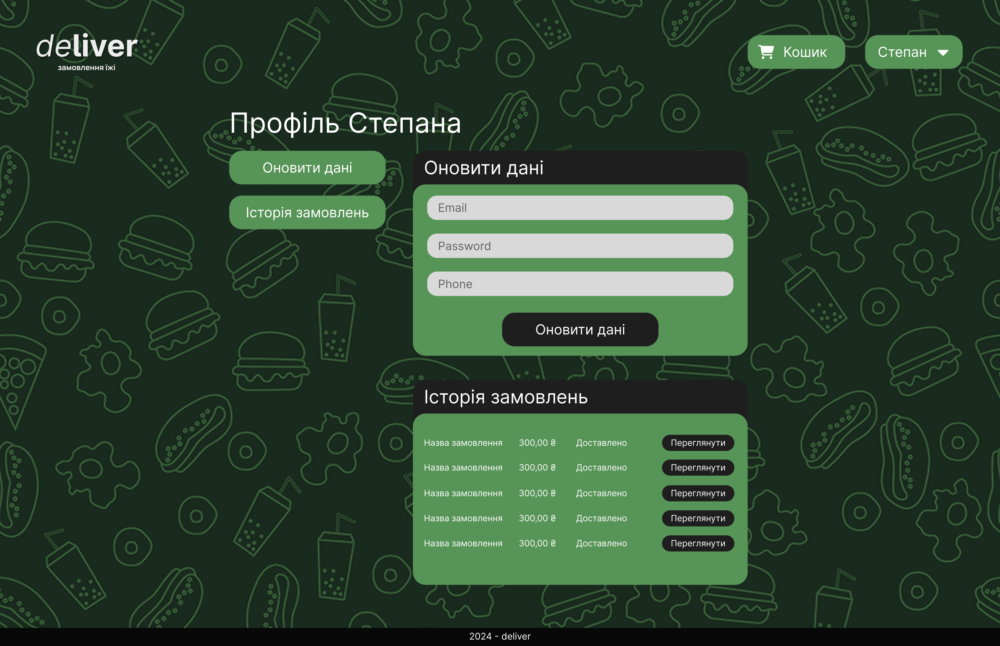 deliver
замовлення їжі
Кошик
Степан
Профіль Степана
Оновити дані
Історія замовлень
Оновити дані
Email
Password
Phone
Оновити дані
Історія замовлень
Назва замовлення 300,00 ₴ Доставлено Переглянути
Назва замовлення 300,00 ₴ Доставлено Переглянути
Назва замовлення 300,00 ₴ Доставлено Переглянути
Назва замовлення 300,00 ₴ Доставлено Переглянути
Назва замовлення 300,00 ₴ Доставлено Переглянути
2024 - deliver